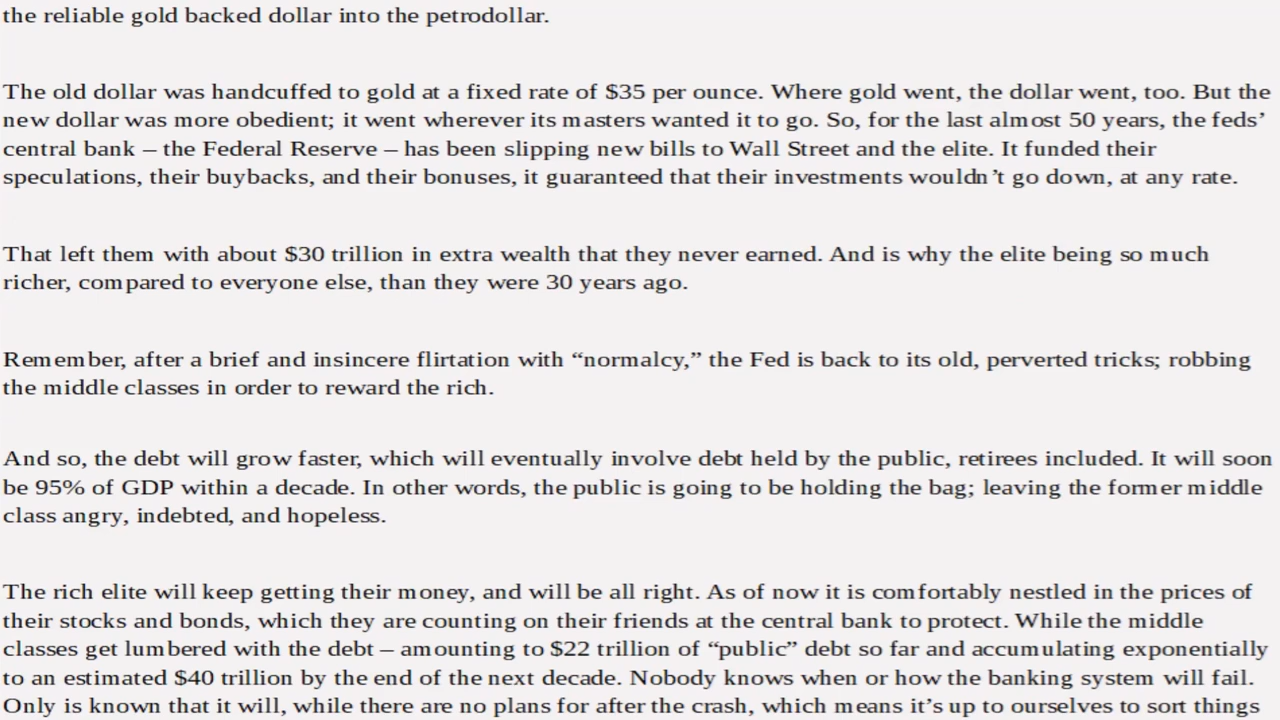 the reliable gold backed dollar into the petrodollar.
The old dollar was handcuffed to gold at a fixed rate of $35 per ounce. Where gold went, the dollar went, too. But the
new dollar was more obedient; it went wherever its masters wanted it to go. So, for the last almost 50 years, the feds’
central bank – the Federal Reserve – has been slipping new bills to Wall Street and the elite. It funded their
speculations, their buybacks, and their bonuses, it guaranteed that their investments wouldn’t go down, at any rate.
That left them with about $30 trillion in extra wealth that they never earned. And is why the elite being so much
richer, compared to everyone else, than they were 30 years ago.
Remember, after a brief and insincere flirtation with “normalcy,” the Fed is back to its old, perverted tricks; robbing
the middle classes in order to reward the rich.
And so, the debt will grow faster, which will eventually involve debt held by the public, retirees included. It will soon
be 95% of GDP within a decade. In other words, the public is going to be holding the bag; leaving the former middle
class angry, indebted, and hopeless.
The rich elite will keep getting their money, and will be all right. As of now it is comfortably nestled in the prices of
their stocks and bonds, which they are counting on their friends at the central bank to protect. While the middle
classes get lumbered with the debt – amounting to $22 trillion of “public” debt so far and accumulating exponentially
to an estimated $40 trillion by the end of the next decade. Nobody knows when or how the banking system will fail.
Only is known that it will, while there are no plans for after the crash, which means it’s up to ourselves to sort things